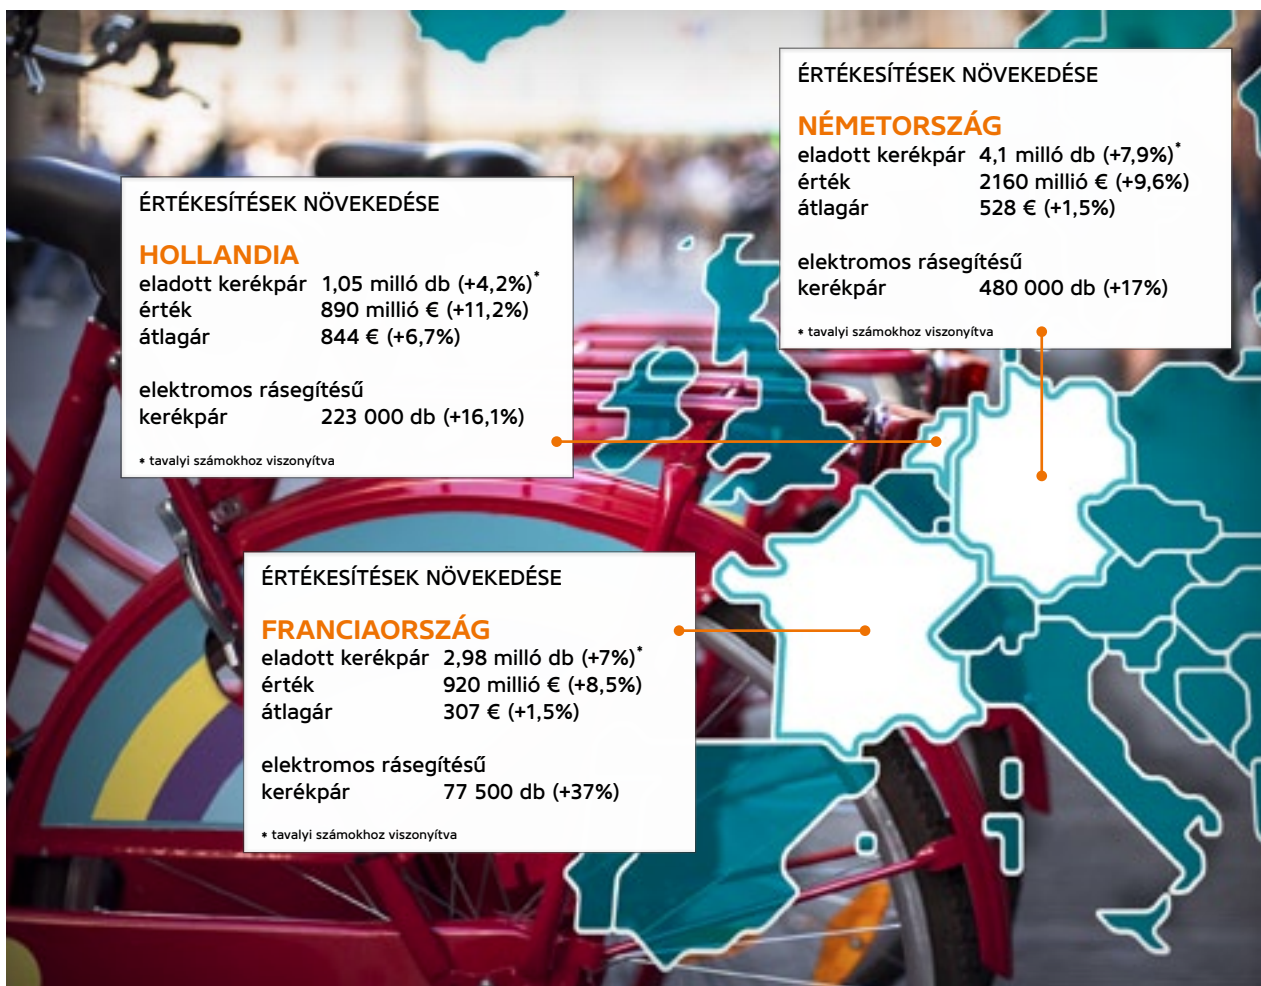 ÉRTÉKESÍTÉSEK NÖVEKEDÉSE
HOLLANDIA
eladott kerékpár 1,05 milló db (+4,2%)*
érték 890 millió € (+11,2%)
átlagár 844 € (+6,7%)
elektromos rásegítésű
kerékpár 223 000 db (+16,1%)
* tavalyi számokhoz viszonyítva
ÉRTÉKESÍTÉSEK NÖVEKEDÉSE
NÉMETORSZÁG
eladott kerékpár 4,1 milló db (+7,9%)*
érték 2160 millió € (+9,6%)
átlagár 528 € (+1,5%)
elektromos rásegítésű
kerékpár 480 000 db (+17%)
* tavalyi számokhoz viszonyítva
ÉRTÉKESÍTÉSEK NÖVEKEDÉSE
FRANCIAORSZÁG
eladott kerékpár 2,98 milló db (+7%)*
érték 920 millió € (+8,5%)
átlagár 307 € (+1,5%)
elektromos rásegítésű
kerékpár 77 500 db (+37%)
* tavalyi számokhoz viszonyítva